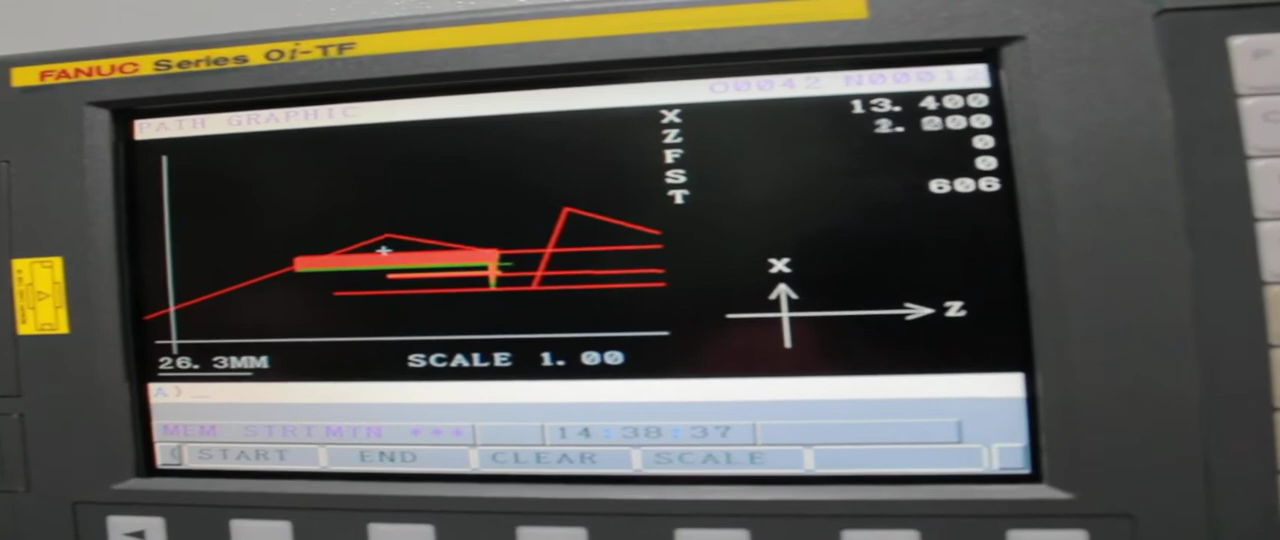 FANUC Series 0i-TF
PATH GRAPHIC O0042 N00012
X 13. 400
Z 2. 200
F 0
S 0
T 606
X
Z
26. 3MM SCALE 1. 00
A)_
MEM STRT MTN *** 14:38:37
( START END CLEAR SCALE